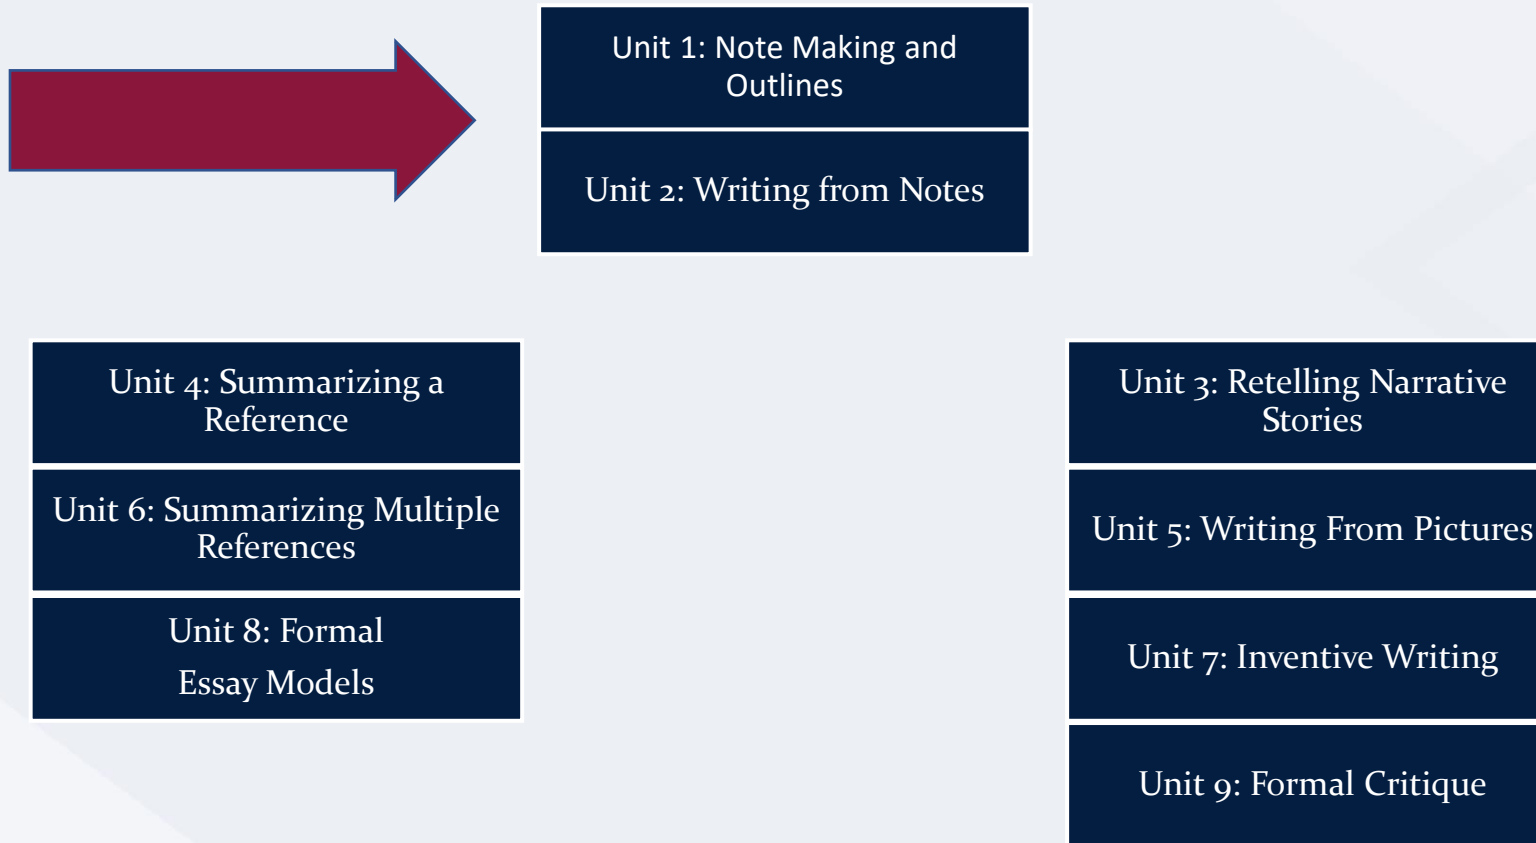 Unit 1: Note Making and
Outlines
Unit 2: Writing from Notes
Unit 4: Summarizing a
Reference
Unit 6: Summarizing Multiple
References
Unit 8: Formal
Essay Models
Unit 3: Retelling Narrative
Stories
Unit 5: Writing From Pictures
Unit 7: Inventive Writing
Unit 9: Formal Critique